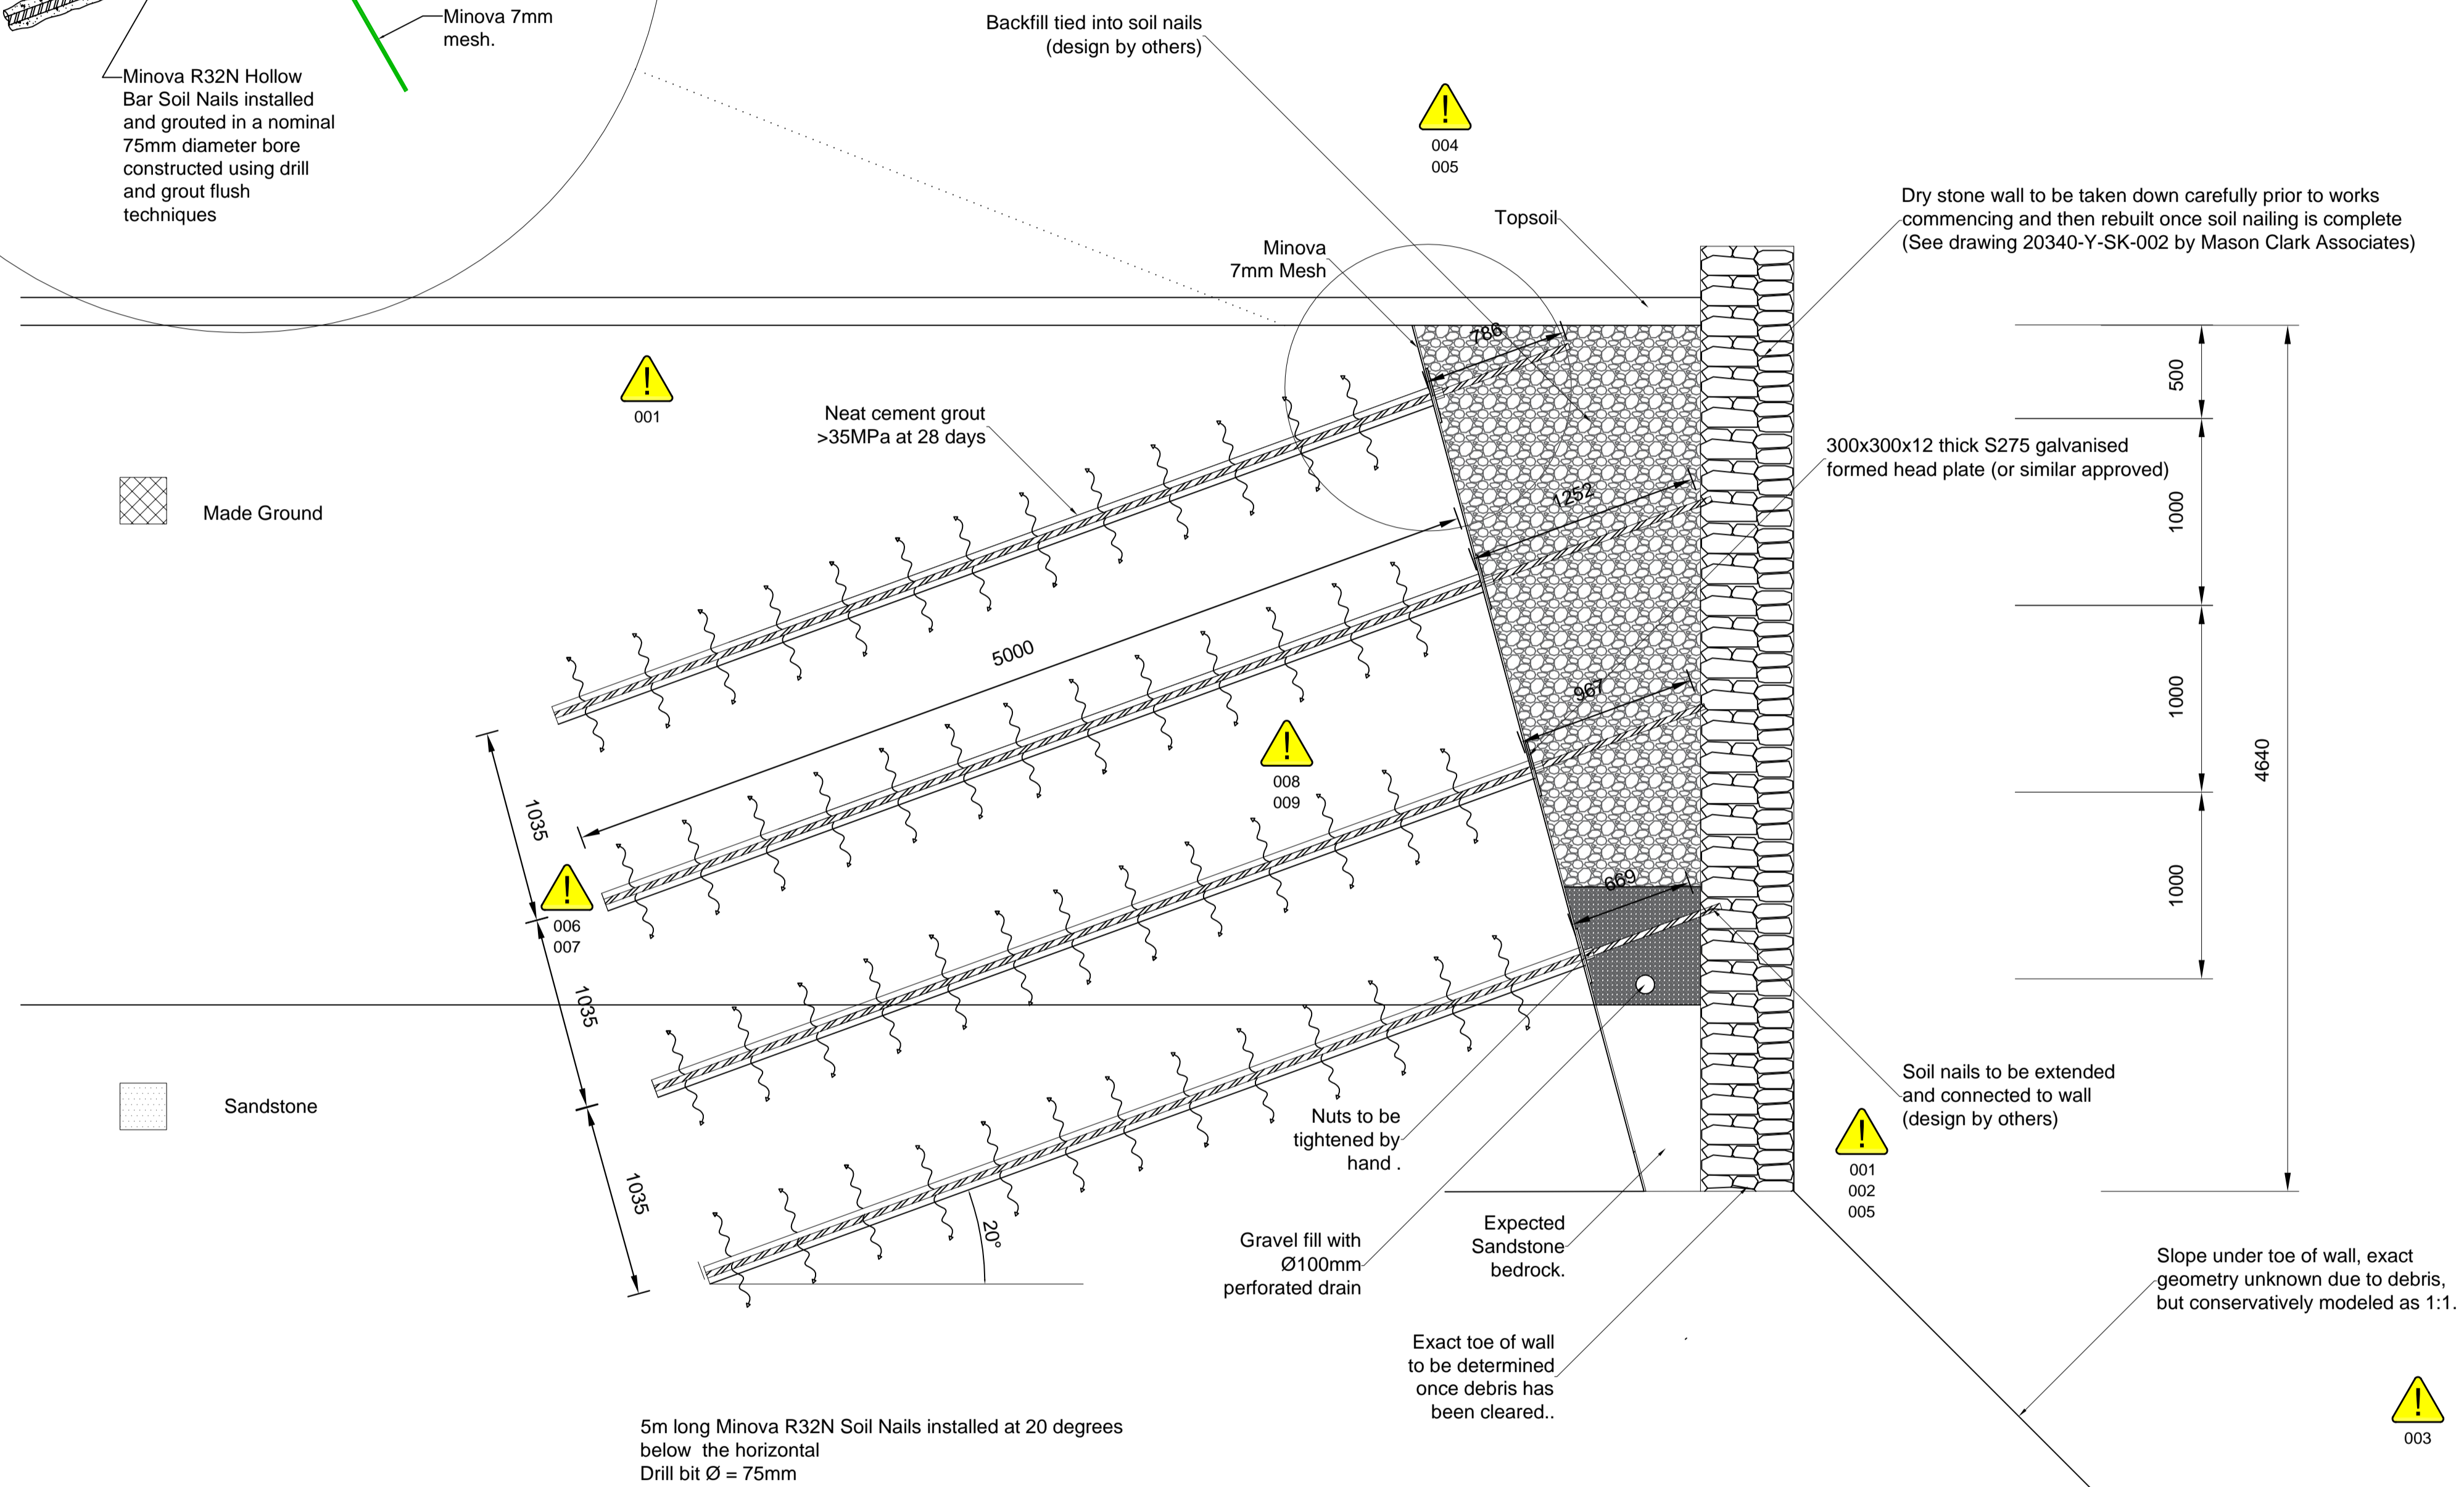 Minova 7mm
mesh.
Minova R32N Hollow
Bar Soil Nails installed
and grouted in a nominal
75mm diameter bore
constructed using drill
and grout flush
techniques
Backfill tied into soil nails
(design by others)
004
005
Topsoil
Dry stone wall to be taken down carefully prior to works
commencing and then rebuilt once soil nailing is complete
(See drawing 20340-Y-SK-002 by Mason Clark Associates)
Minova
7mm Mesh
786
500
001
Neat cement grout
>35MPa at 28 days
300x300x12 thick S275 galvanised
formed head plate (or similar approved)
Made Ground
1252
1000
5000
967
1000
4640
008
009
1035
669
1000
006
007
1035
Sandstone
Soil nails to be extended
and connected to wall
(design by others)
Nuts to be
tightened by
hand .
001
002
005
1035
20°
Gravel fill with
Ø100mm
perforated drain
Expected
Sandstone
bedrock.
Slope under toe of wall, exact
geometry unknown due to debris,
but conservatively modeled as 1:1.
Exact toe of wall
to be determined
once debris has
been cleared..
003
5m long Minova R32N Soil Nails installed at 20 degrees
below the horizontal
Drill bit Ø = 75mm